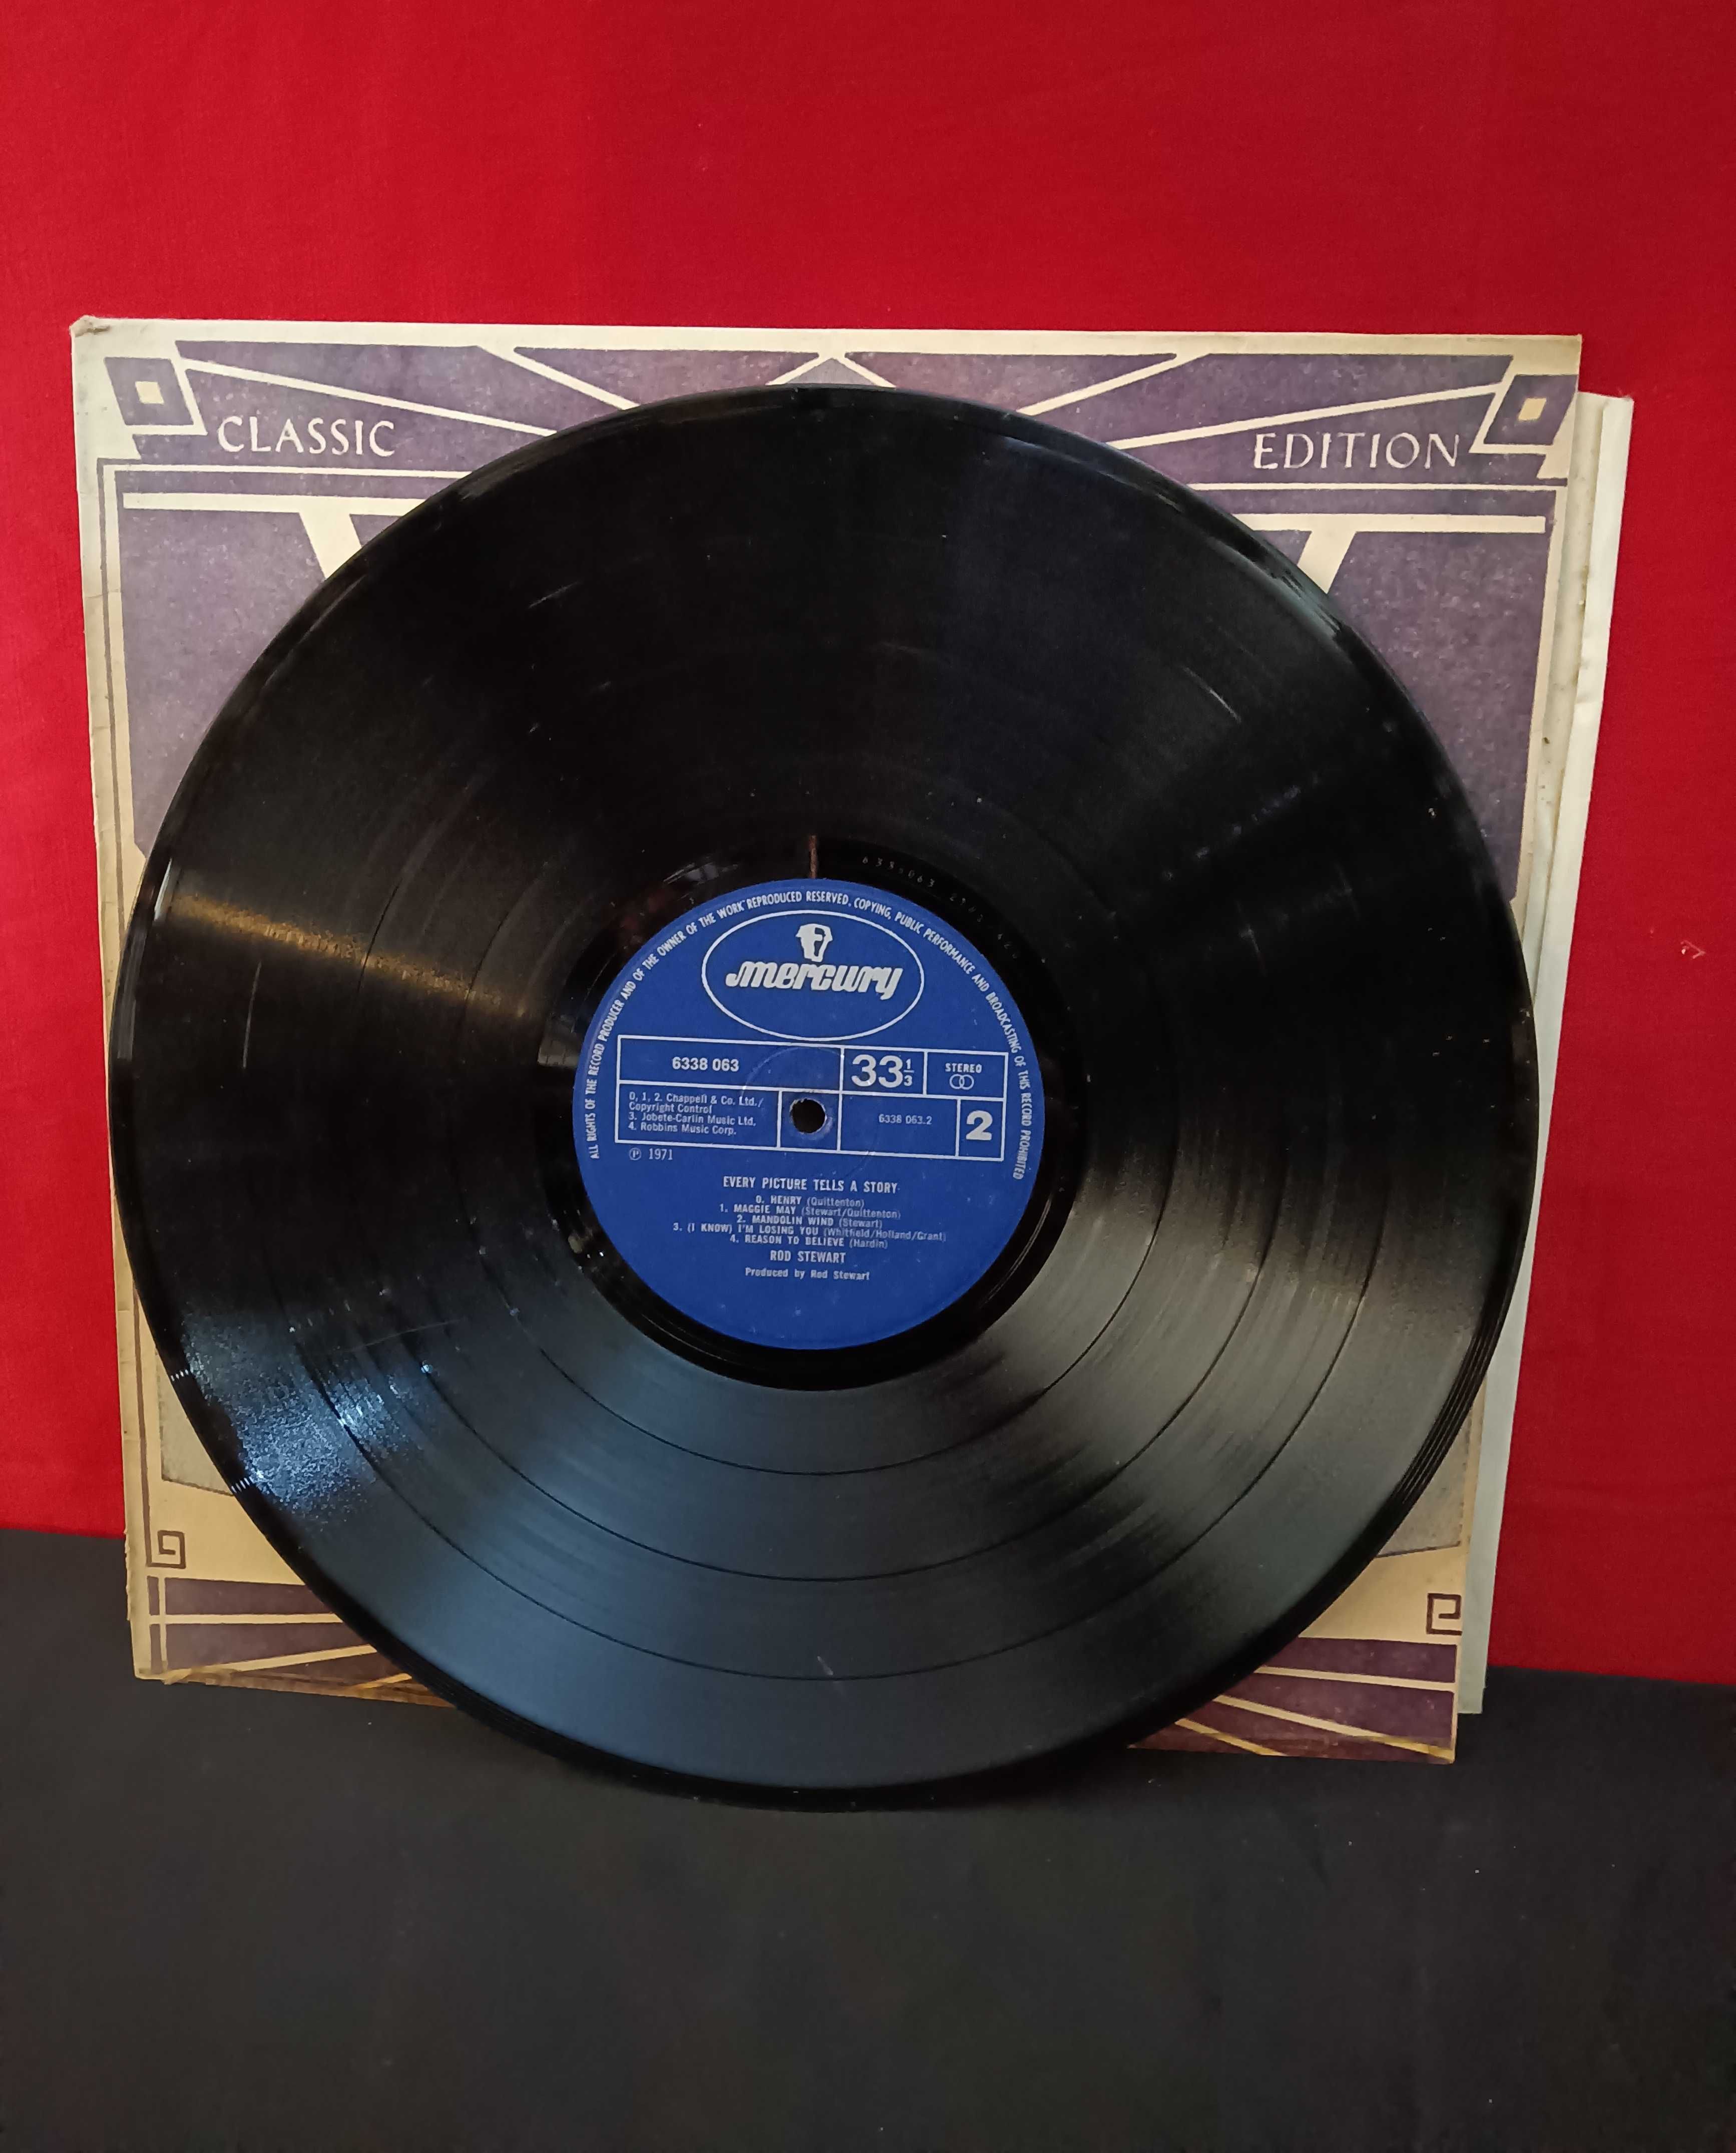 CLASSIC EDITION
ALL RIGHTS OF THE RECORD PRODUCER AND OF THE OWNER OF THE WORK REPRODUCED RESERVED. COPYING, PUBLIC PERFORMANCE AND BROADCASTING OF THIS RECORD PROHIBITED
mercury
6338 063
33 1/3
STEREO
0, 1, 2. Chappell & Co. Ltd./
Copyright Control
3. Jobete-Carlin Music Ltd.
4. Robbins Music Corp.
6338 063.2
2
Ⓟ 1971
EVERY PICTURE TELLS A STORY
0. HENRY (Quittenton)
1. MAGGIE MAY (Stewart/Quittenton)
2. MANDOLIN WIND (Stewart)
3. (I KNOW) I'M LOSING YOU (Whitfield/Holland/Grant)
4. REASON TO BELIEVE (Hardin)
ROD STEWART
Produced by Rod Stewart